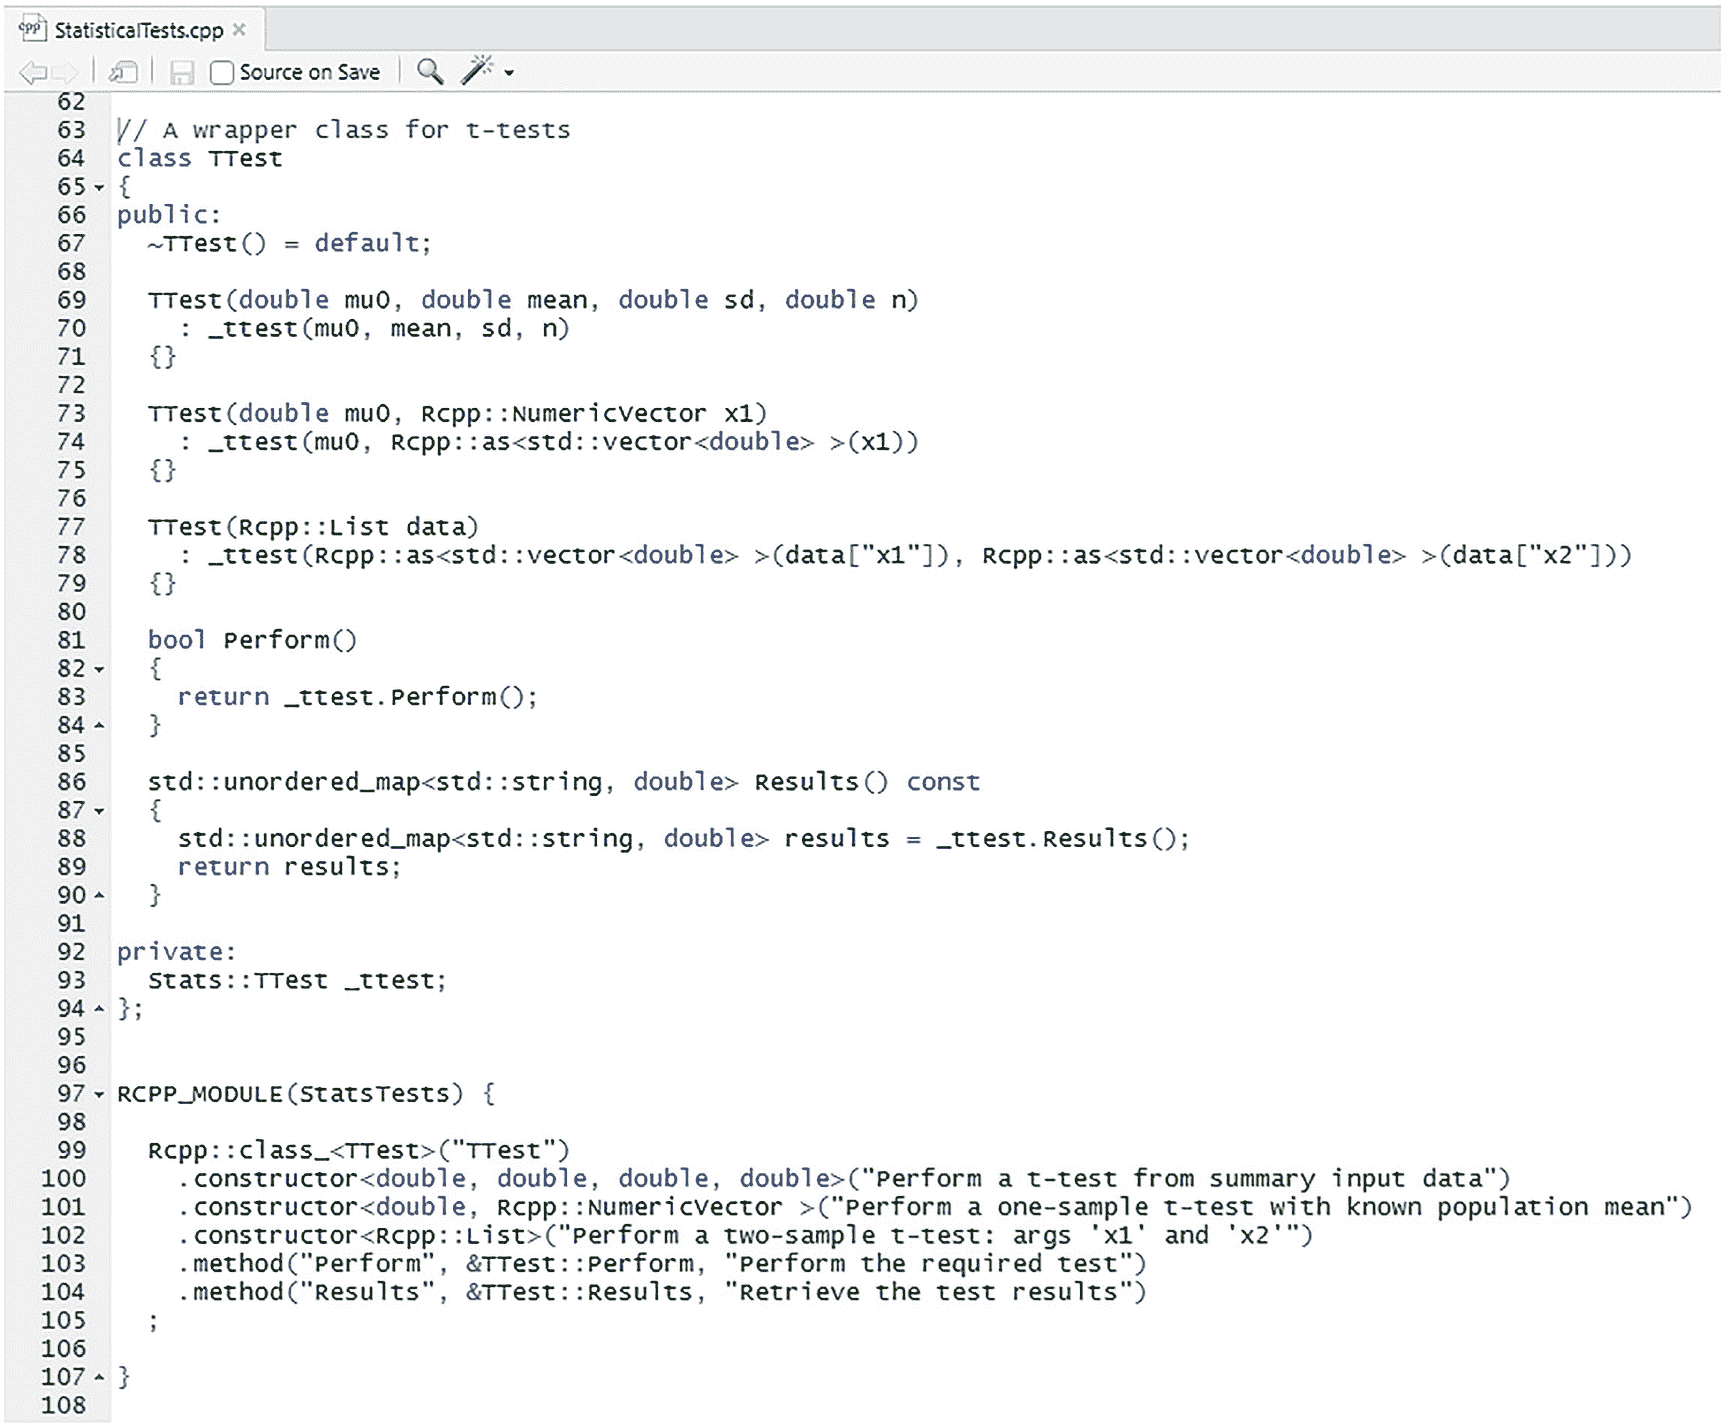 cpp StatisticalTests.cpp ×
Source on Save
62
63 // A wrapper class for t-tests
64 class TTest
65 {
66 public:
67   ~TTest() = default;
68
69   TTest(double mu0, double mean, double sd, double n)
70     : _ttest(mu0, mean, sd, n)
71   {}
72
73   TTest(double mu0, Rcpp::NumericVector x1)
74     : _ttest(mu0, Rcpp::as<std::vector<double> >(x1))
75   {}
76
77   TTest(Rcpp::List data)
78     : _ttest(Rcpp::as<std::vector<double> >(data["x1"]), Rcpp::as<std::vector<double> >(data["x2"]))
79   {}
80
81   bool Perform()
82   {
83     return _ttest.Perform();
84   }
85
86   std::unordered_map<std::string, double> Results() const
87   {
88     std::unordered_map<std::string, double> results = _ttest.Results();
89     return results;
90   }
91
92 private:
93   Stats::TTest _ttest;
94 };
95
96
97 RCPP_MODULE(StatsTests) {
98
99   Rcpp::class_<TTest>("TTest")
100     .constructor<double, double, double, double>("Perform a t-test from summary input data")
101     .constructor<double, Rcpp::NumericVector >("Perform a one-sample t-test with known population mean")
102     .constructor<Rcpp::List>("Perform a two-sample t-test: args 'x1' and 'x2'")
103     .method("Perform", &TTest::Perform, "Perform the required test")
104     .method("Results", &TTest::Results, "Retrieve the test results")
105   ;
106
107 }
108